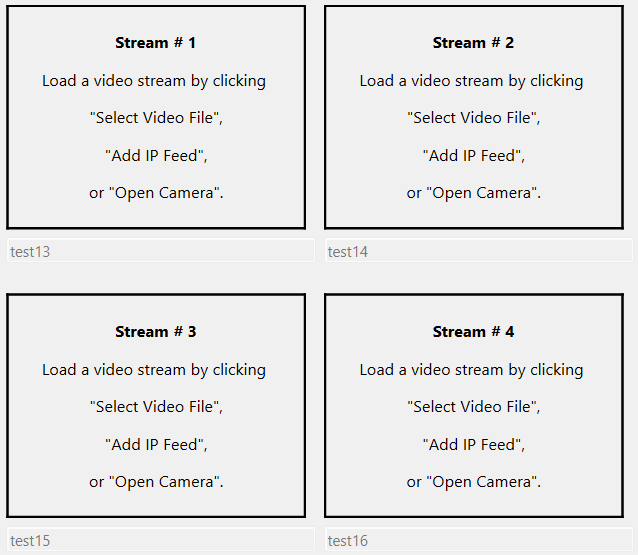 Stream # 1
Load a video stream by clicking
"Select Video File",
"Add IP Feed",
or "Open Camera".
test13
Stream # 2
Load a video stream by clicking
"Select Video File",
"Add IP Feed",
or "Open Camera".
test14
Stream # 3
Load a video stream by clicking
"Select Video File",
"Add IP Feed",
or "Open Camera".
test15
Stream # 4
Load a video stream by clicking
"Select Video File",
"Add IP Feed",
or "Open Camera".
test16